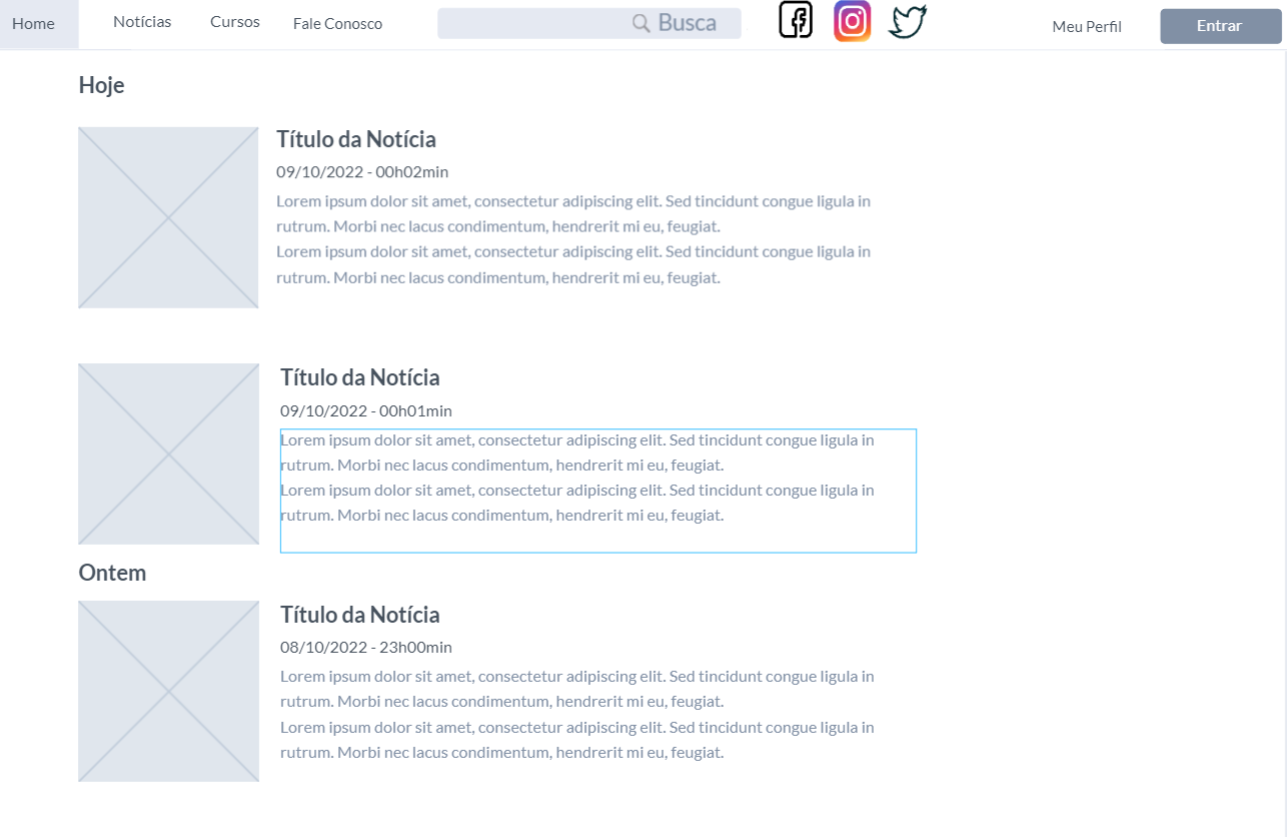 Home Notícias Cursos Fale Conosco Busca Meu Perfil Entrar
Hoje
Título da Notícia
09/10/2022 - 00h02min
Lorem ipsum dolor sit amet, consectetur adipiscing elit. Sed tincidunt congue ligula in
rutrum. Morbi nec lacus condimentum, hendrerit mi eu, feugiat.
Lorem ipsum dolor sit amet, consectetur adipiscing elit. Sed tincidunt congue ligula in
rutrum. Morbi nec lacus condimentum, hendrerit mi eu, feugiat.
Título da Notícia
09/10/2022 - 00h01min
Lorem ipsum dolor sit amet, consectetur adipiscing elit. Sed tincidunt congue ligula in
rutrum. Morbi nec lacus condimentum, hendrerit mi eu, feugiat.
Lorem ipsum dolor sit amet, consectetur adipiscing elit. Sed tincidunt congue ligula in
rutrum. Morbi nec lacus condimentum, hendrerit mi eu, feugiat.
Ontem
Título da Notícia
08/10/2022 - 23h00min
Lorem ipsum dolor sit amet, consectetur adipiscing elit. Sed tincidunt congue ligula in
rutrum. Morbi nec lacus condimentum, hendrerit mi eu, feugiat.
Lorem ipsum dolor sit amet, consectetur adipiscing elit. Sed tincidunt congue ligula in
rutrum. Morbi nec lacus condimentum, hendrerit mi eu, feugiat.